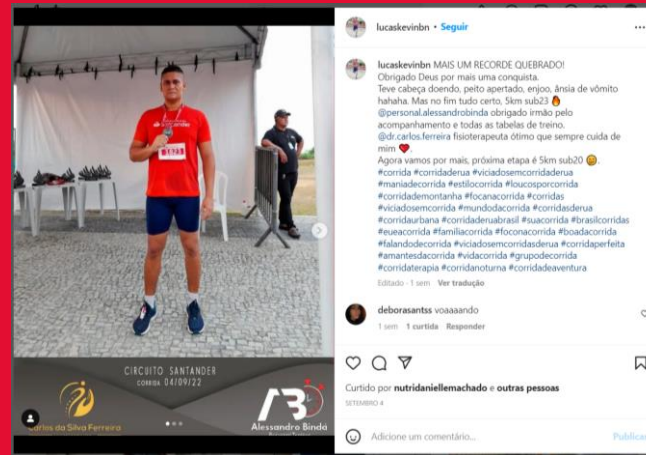 lucaskevinbn • Seguir
lucaskevinbn MAIS UM RECORDE QUEBRADO!
Obrigado Deus por mais uma conquista.
Teve cabeça doendo, peito apertado, enjoo, ânsia de vômito
hahaha. Mas no fim tudo certo, 5km sub23 🔥
@personal.alessandrobinda obrigado irmão pelo
acompanhamento e todas as tabelas de treino.
@dr.carlos.ferreira fisioterapeuta ótimo que sempre cuida de
mim ❤️.
Agora vamos por mais, próxima etapa é 5km sub20
#corrida #corridaderua #viciadosemcorridaderua
#maniadecorrida #estilocorrida #loucosporcorrida
#corridademontanha #focanacorrida #corridas
#viciadosemcorrida #mundodacorrida #corridasderua
#corridaurbana #corridaderuabrasil #suacorrida #brasilcorridas
#eueacorrida #familiacorrida #foconacorrida #boadacorrida
#falandodecorrida #viciadosemcorridasderua #corridaperfeita
#amantesdacorrida #vidacorrida #grupodecorrida
#corridaterapia #corridanoturna #corridadeaventura
Editado · 1 sem Ver tradução
deborasantss voaaaando
1 sem 1 curtida Responder
Curtido por nutridaniellemachado e outras pessoas
SETEMBRO 4
Adicione um comentário...
Publicar
1823
CIRCUITO SANTANDER
CORRIDA 04/09/22
Carlos da Silva Ferreira
AB
Alessandro Binda